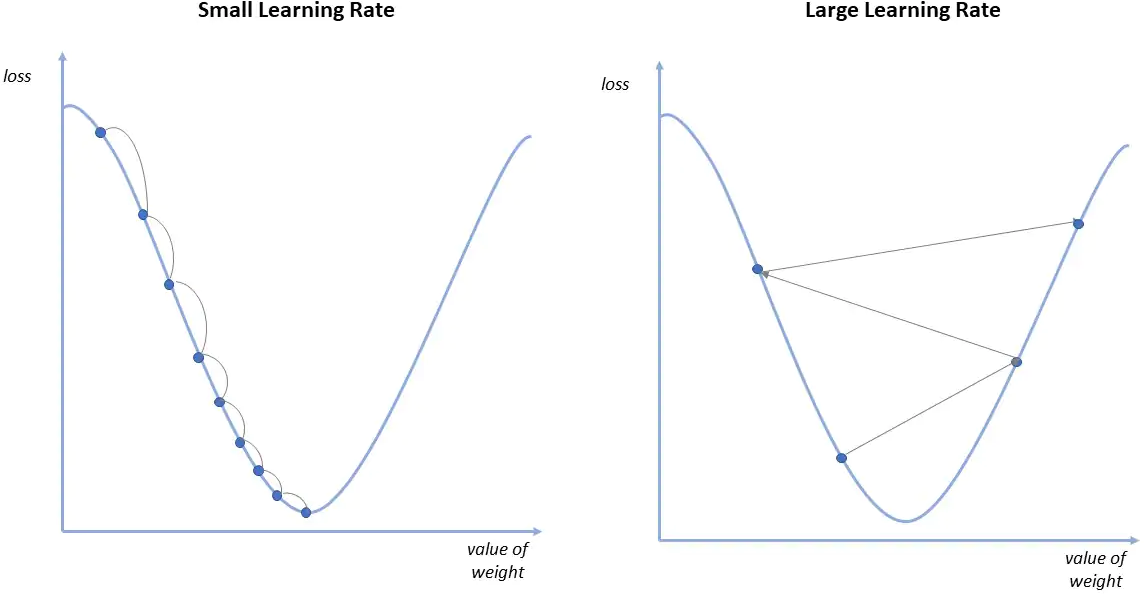 Small Learning Rate
Large Learning Rate
loss
loss
value of
weight
value of
weight